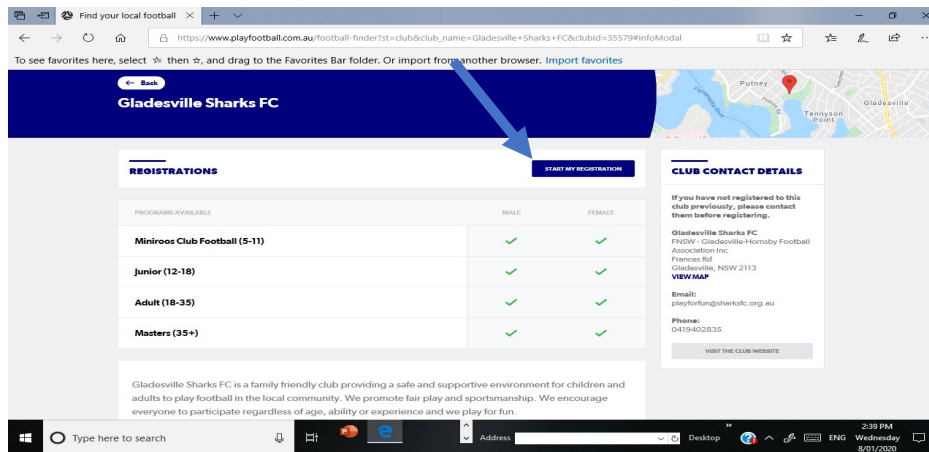 Find your local football
https://www.playfootball.com.au/football-finder?st=club&club_name=Gladesville+Sharks+FC&clubId=35579#infoModal
To see favorites here, select ☆ then ☆, and drag to the Favorites Bar folder. Or import from another browser. Import favorites
← Back
Gladesville Sharks FC
Putney
Tennyson Point
Gladesville
REGISTRATIONS
START MY REGISTRATION
PROGRAMS AVAILABLE MALE FEMALE
Miniroos Club Football (5-11)
Junior (12-18)
Adult (18-35)
Masters (35+)
Gladesville Sharks FC is a family friendly club providing a safe and supportive environment for children and
adults to play football in the local community. We promote fair play and sportsmanship. We encourage
everyone to participate regardless of age, ability or experience and we play for fun.
CLUB CONTACT DETAILS
If you have not registered to this
club previously, please contact
them before registering.
Gladesville Sharks FC
FNSW - Gladesville-Hornsby Football
Association Inc
Frances Rd
Gladesville, NSW 2113
VIEW MAP
Email:
playforfun@sharksfc.org.au
Phone:
0419402835
VISIT THE CLUB WEBSITE
Type here to search
Address
Desktop
ENG
2:39 PM
Wednesday
8/01/2020